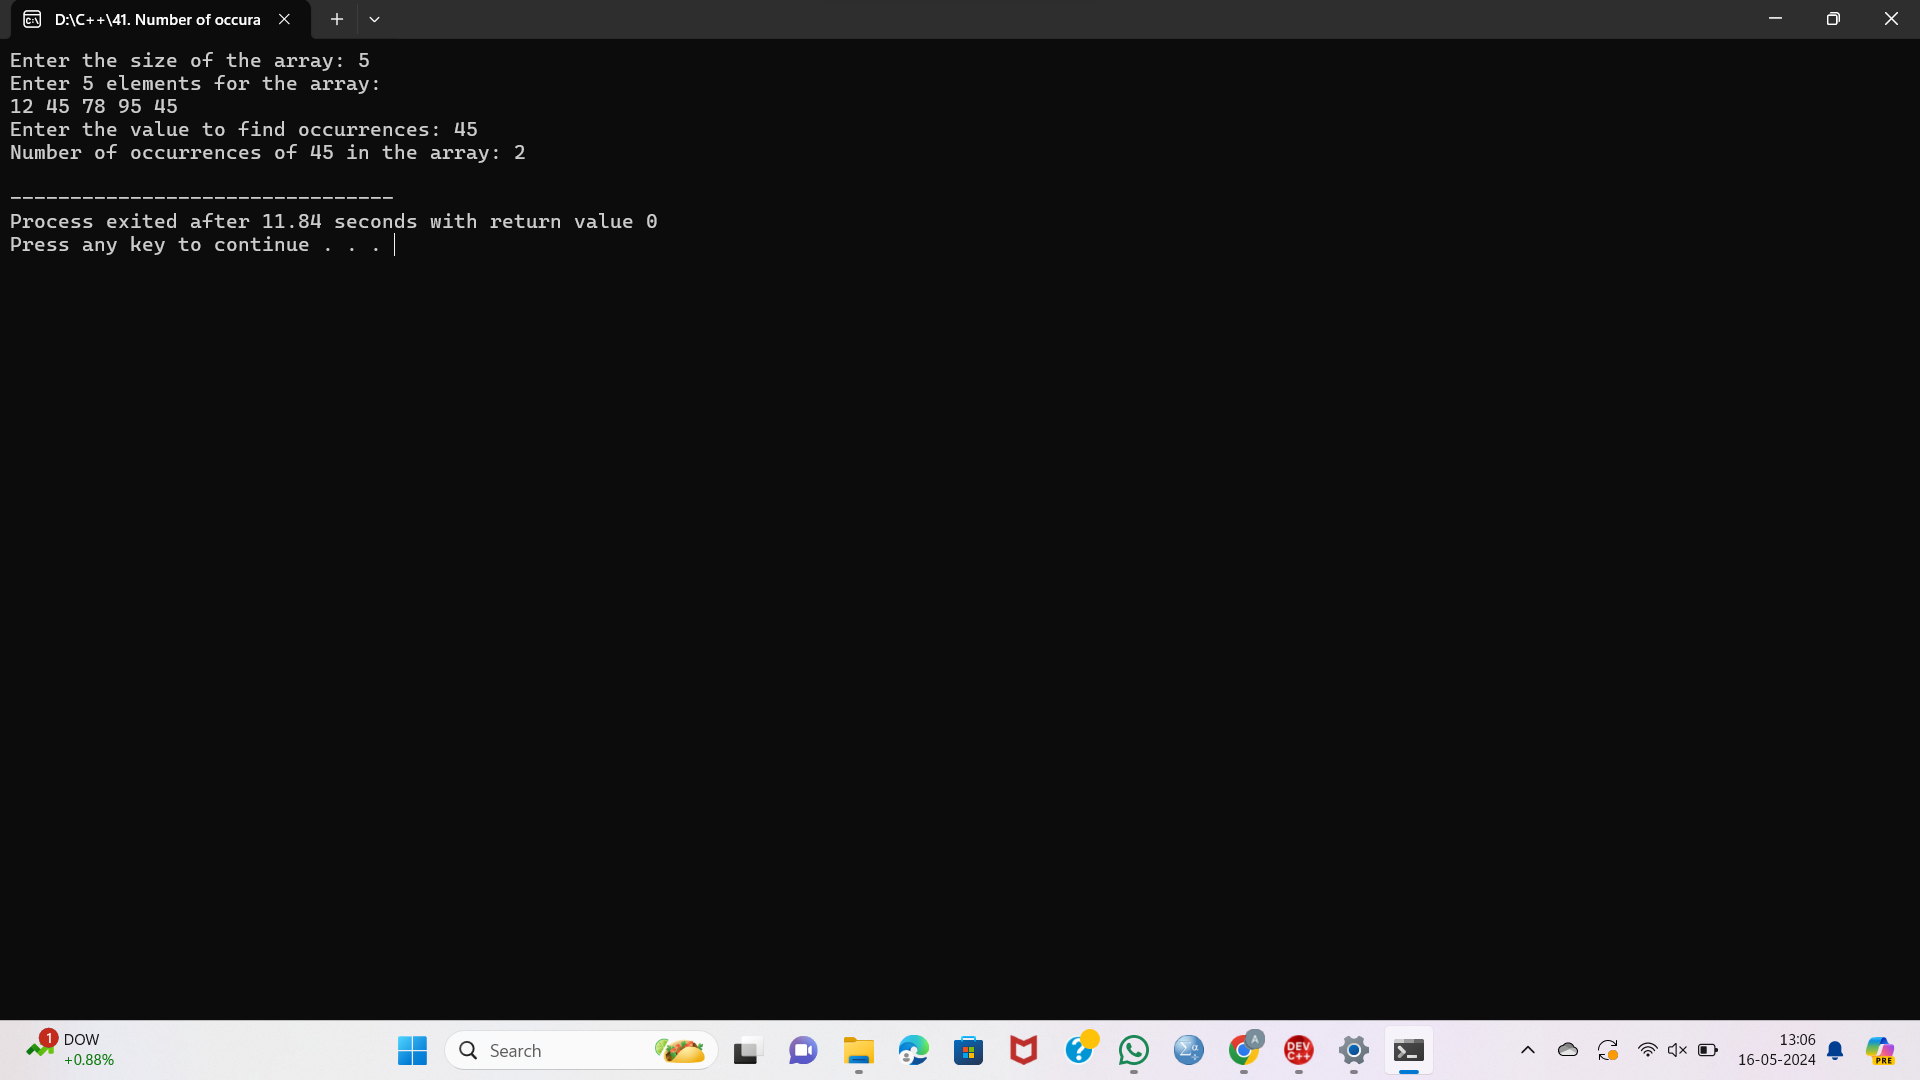 D:\C++\41. Number of occura
Enter the size of the array: 5
Enter 5 elements for the array:
12 45 78 95 45
Enter the value to find occurrences: 45
Number of occurrences of 45 in the array: 2
--------------------------------
Process exited after 11.84 seconds with return value 0
Press any key to continue . . .
1
DOW
+0.88%
Search
A
DEV
C++
13:06
16-05-2024
PRE